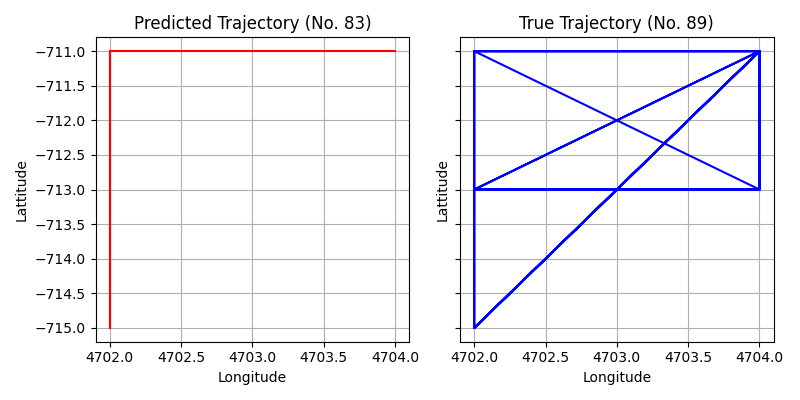 Predicted Trajectory (No. 83)
True Trajectory (No. 89)
−711.0
−711.5
−712.0
−712.5
−713.0
−713.5
−714.0
−714.5
−715.0
Lattitude
Lattitude
4702.0 4702.5 4703.0 4703.5 4704.0
4702.0 4702.5 4703.0 4703.5 4704.0
Longitude
Longitude